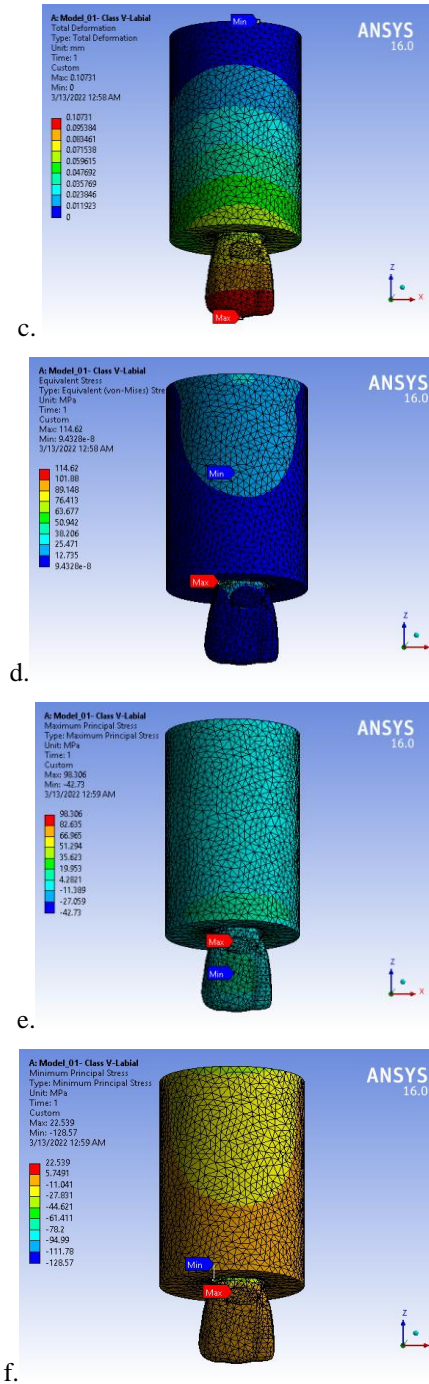 A: Model_01- Class V-Labial
Total Deformation
Type: Total Deformation
Unit: mm
Time: 1
Custom
Max: 0.10731
Min: 0
3/13/2022 12:58 AM
0.10731
0.095384
0.083461
0.071538
0.059615
0.047692
0.035769
0.023846
0.011923
0
Min
ANSYS
16.0
Max
Z
X
c.
A: Model_01- Class V-Labial
Equivalent Stress
Type: Equivalent (von-Mises) Stre
Unit: MPa
Time: 1
Custom
Max: 114.62
Min: 9.4328e-8
3/13/2022 12:58 AM
114.62
101.88
89.148
76.413
63.677
50.942
38.206
25.471
12.735
9.4328e-8
ANSYS
16.0
Min
Max
Z
d.
A: Model_01- Class V-Labial
Maximum Principal Stress
Type: Maximum Principal Stress
Unit: MPa
Time: 1
Custom
Max: 98.306
Min: -42.73
3/13/2022 12:59 AM
98.306
82.635
66.965
51.294
35.623
19.953
4.2821
-11.389
-27.059
-42.73
ANSYS
16.0
Max
Min
Z
X
e.
A: Model_01- Class V-Labial
Minimum Principal Stress
Type: Minimum Principal Stress
Unit: MPa
Time: 1
Custom
Max: 22.539
Min: -128.57
3/13/2022 12:59 AM
22.539
5.7491
-11.041
-27.831
-44.621
-61.411
-78.2
-94.99
-111.78
-128.57
ANSYS
16.0
Min
Max
Z
f.